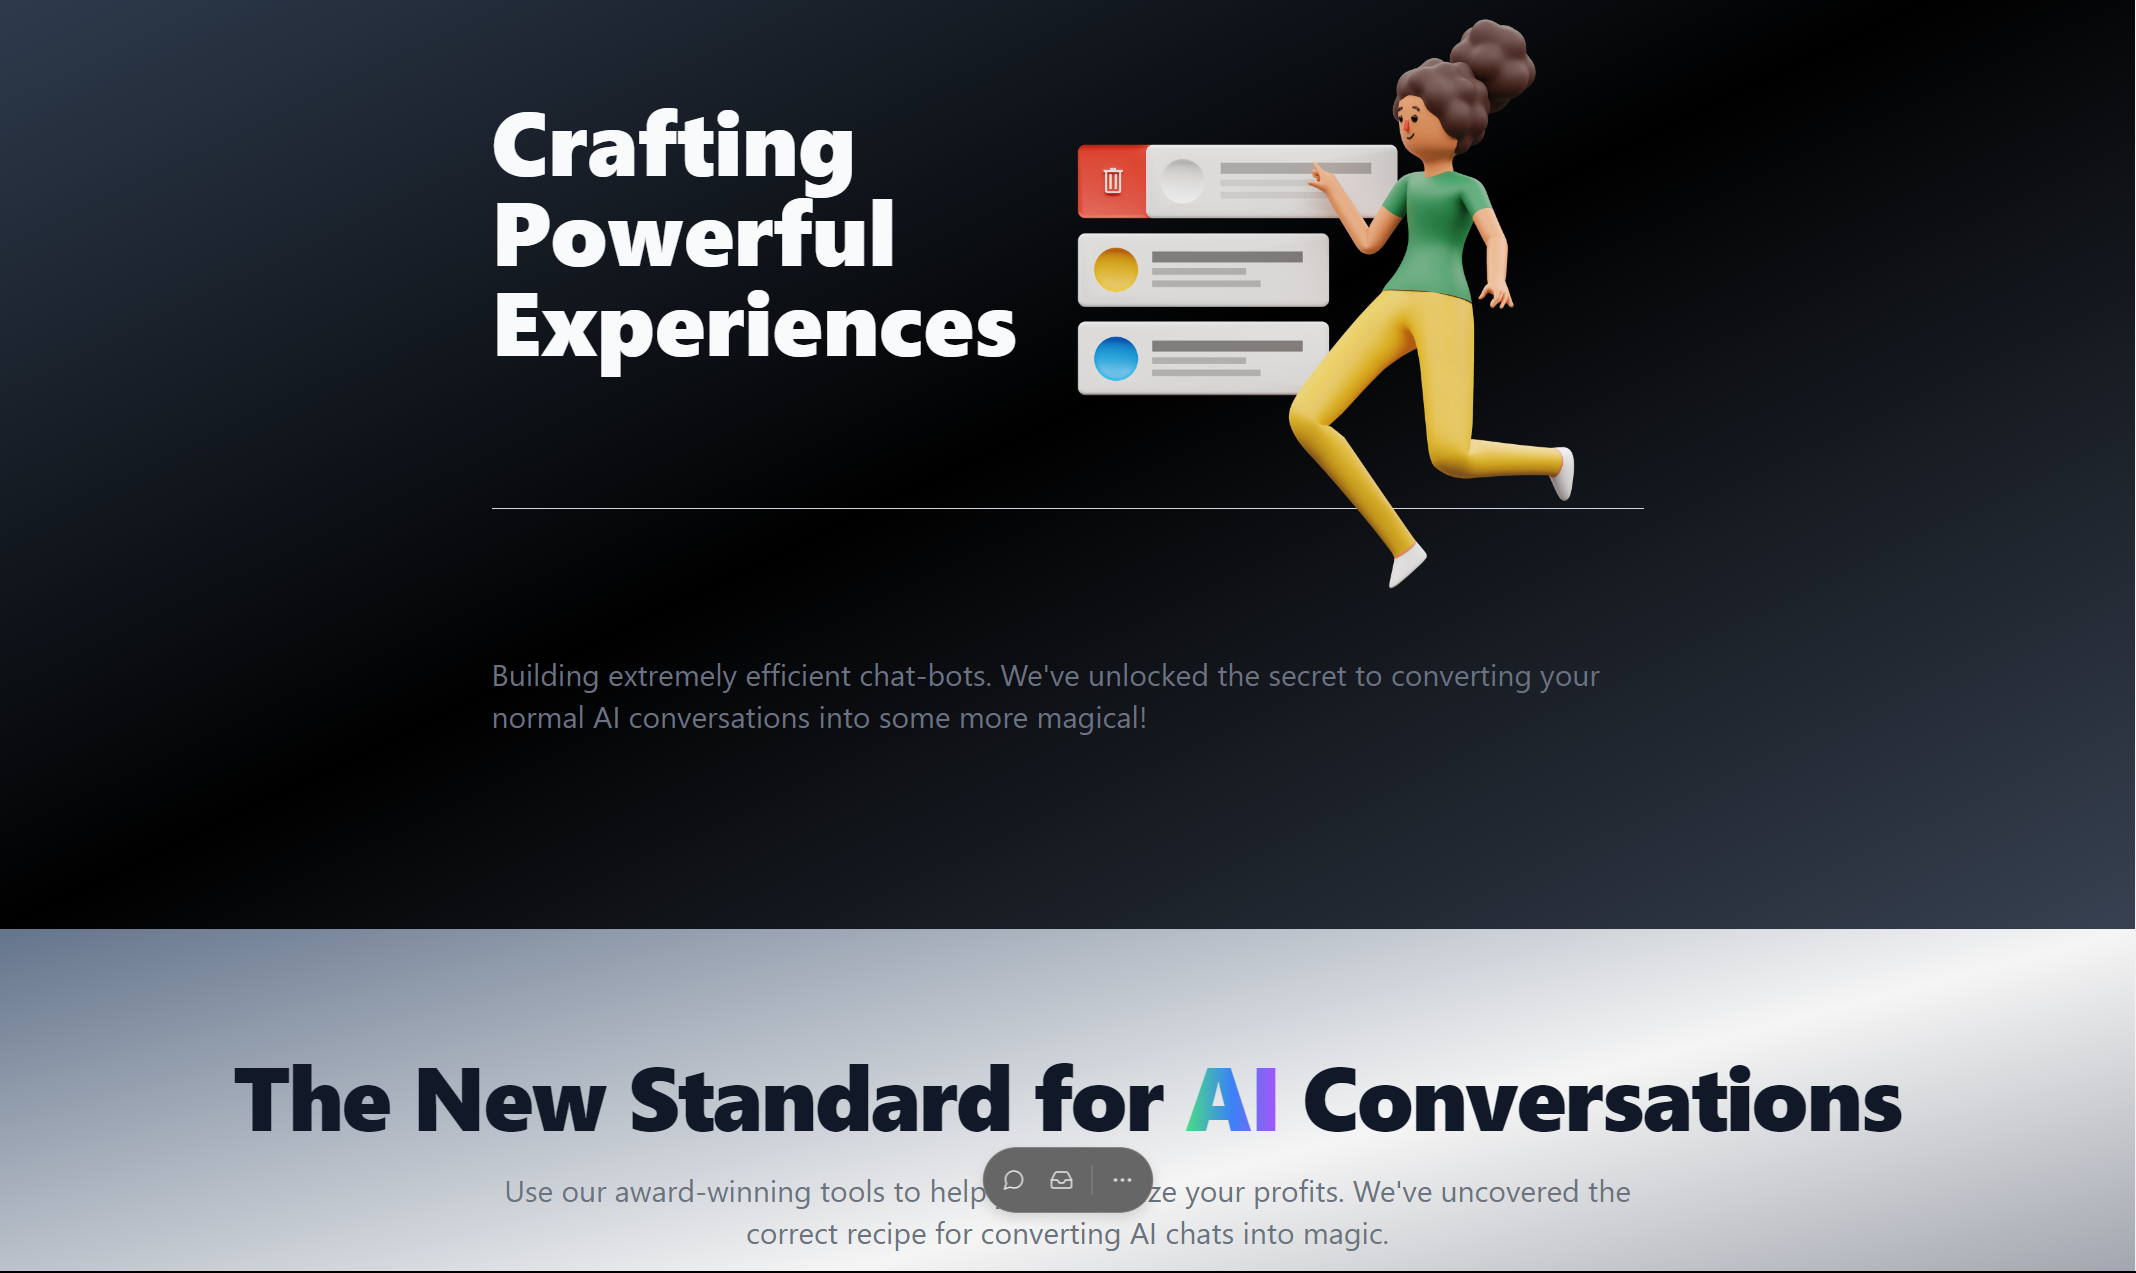 Crafting
Powerful
Experiences
Building extremely efficient chat-bots. We've unlocked the secret to converting your
normal AI conversations into some more magical!
The New Standard for AI Conversations
Use our award-winning tools to help your profits. We've uncovered the
correct recipe for converting AI chats into magic.